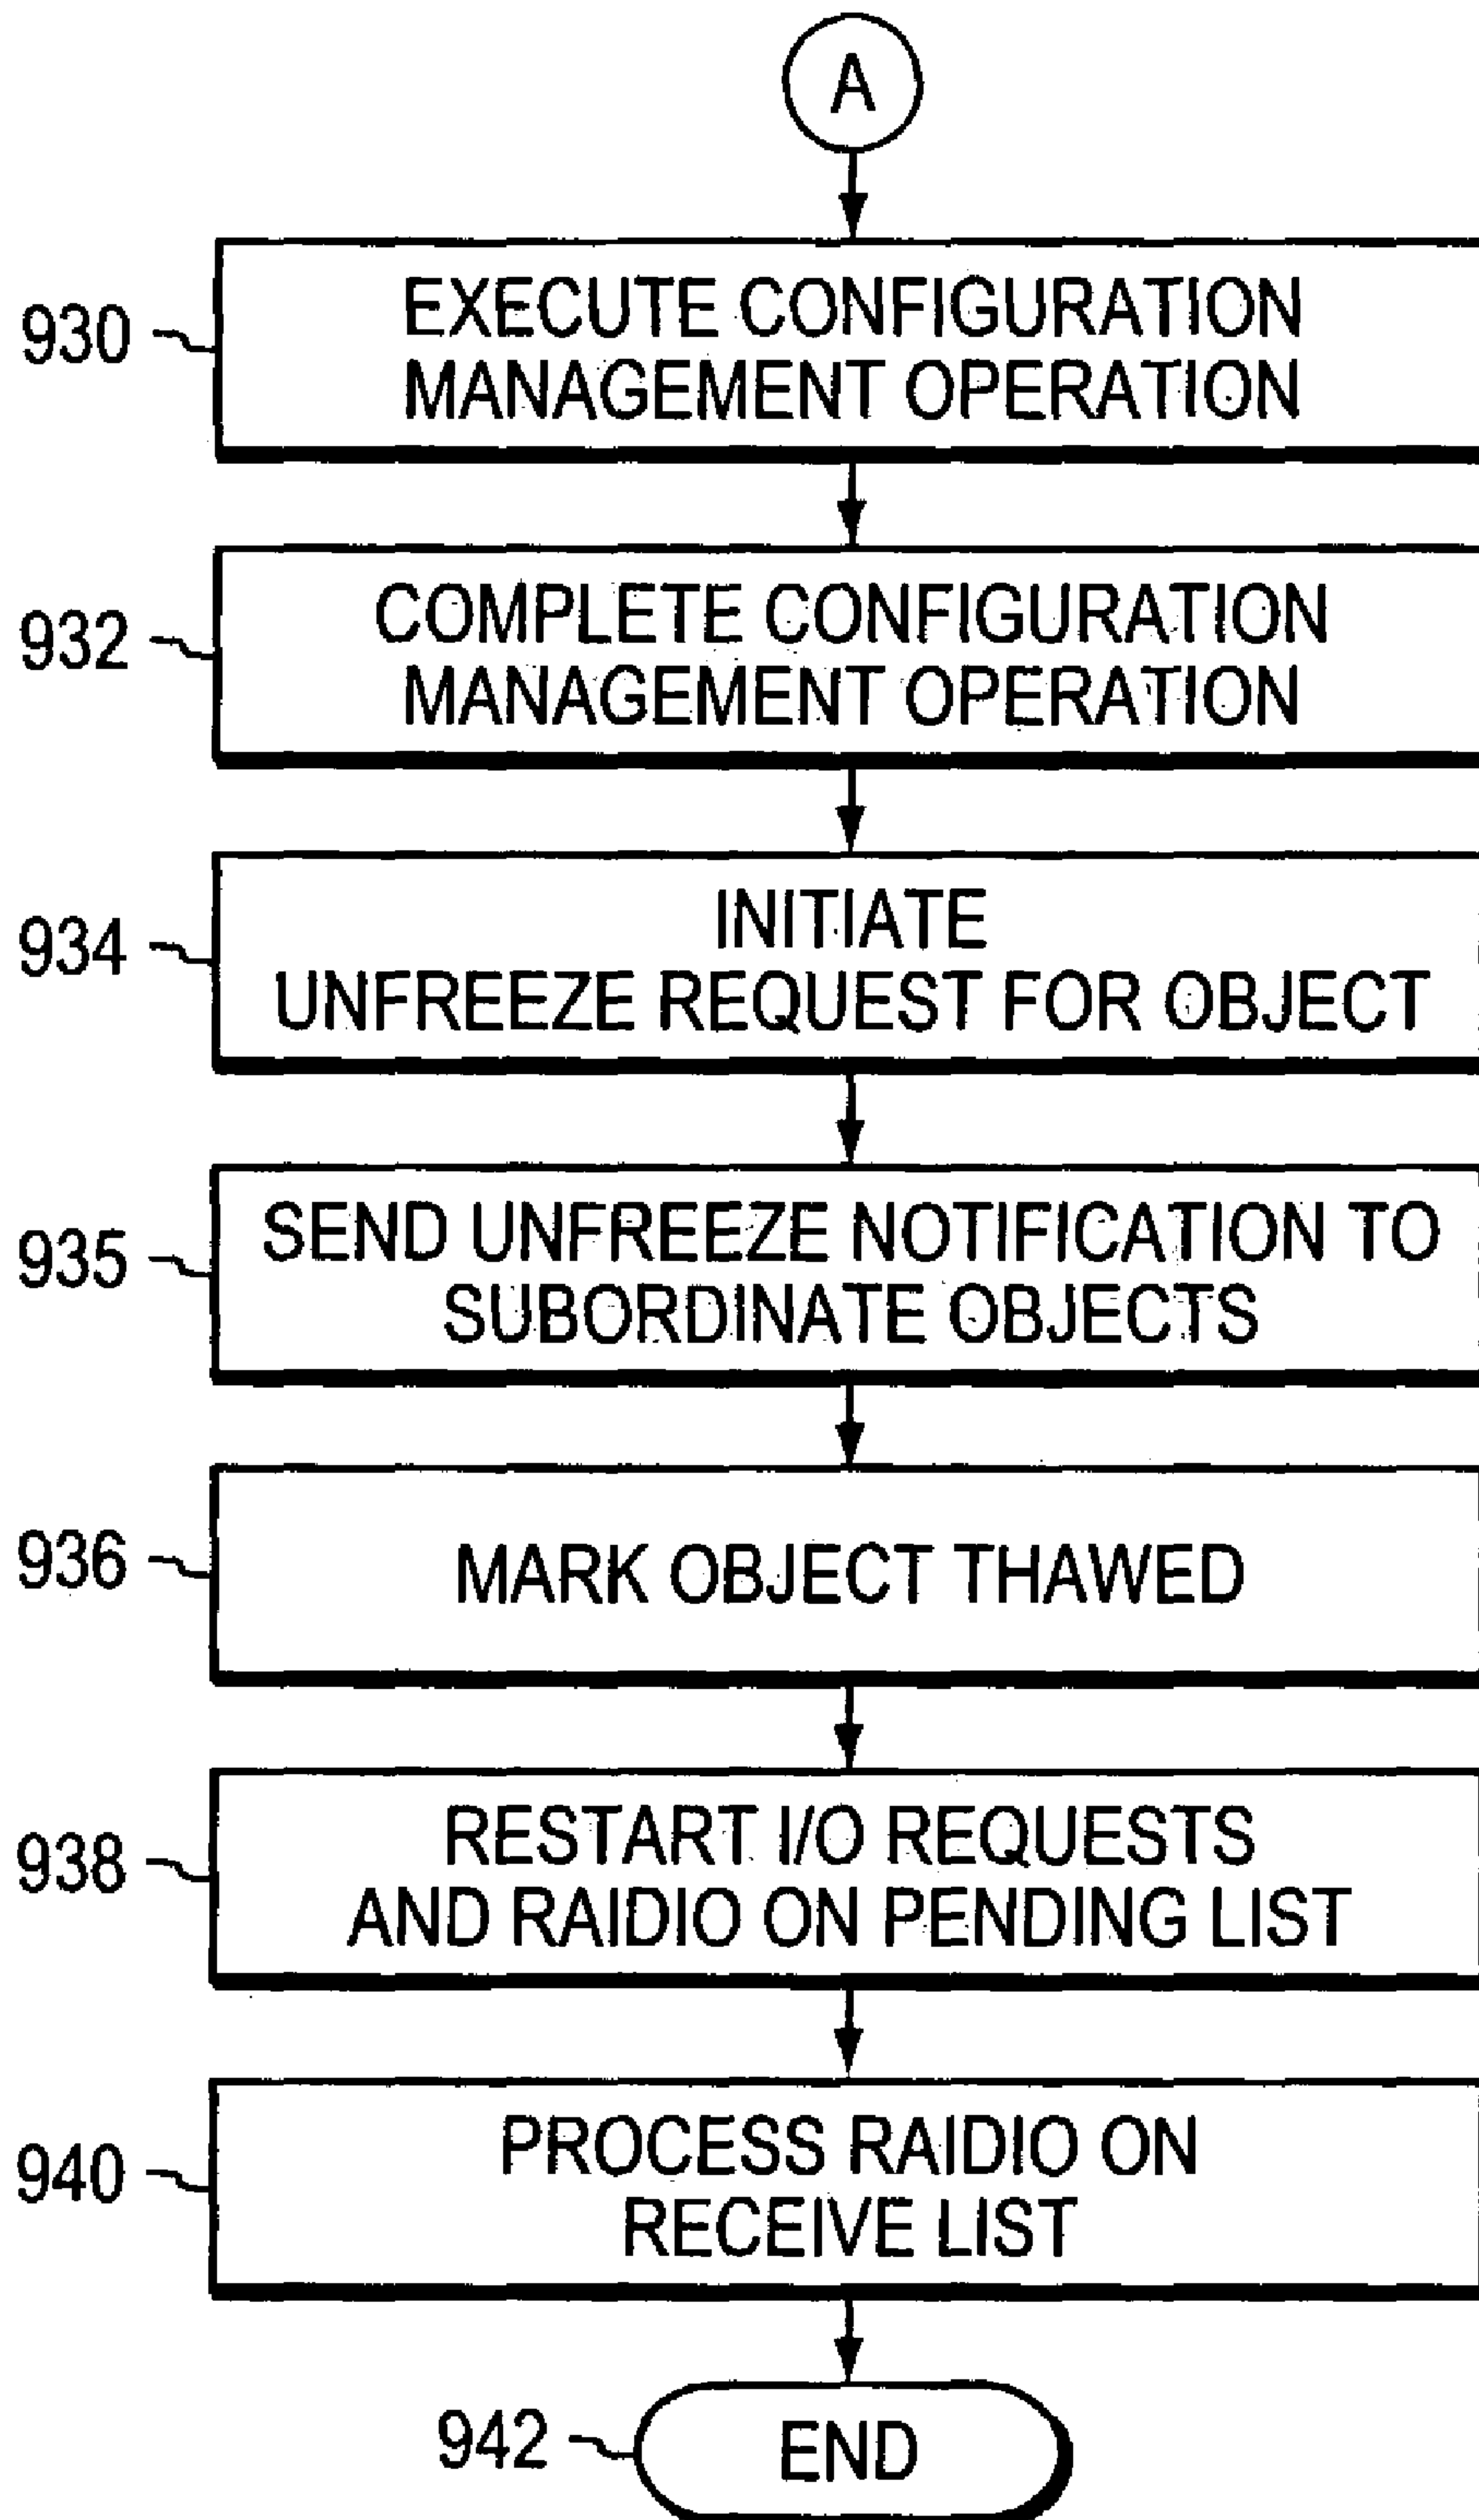 A
930
EXECUTE CONFIGURATION
MANAGEMENT OPERATION
932
COMPLETE CONFIGURATION
MANAGEMENT OPERATION
934
INITIATE
UNFREEZE REQUEST FOR OBJECT
935
SEND UNFREEZE NOTIFICATION TO
SUBORDINATE OBJECTS
936
MARK OBJECT THAWED
938
RESTART I/O REQUESTS
AND RAIDIO ON PENDING LIST
940
PROCESS RAIDIO ON
RECEIVE LIST
942
END